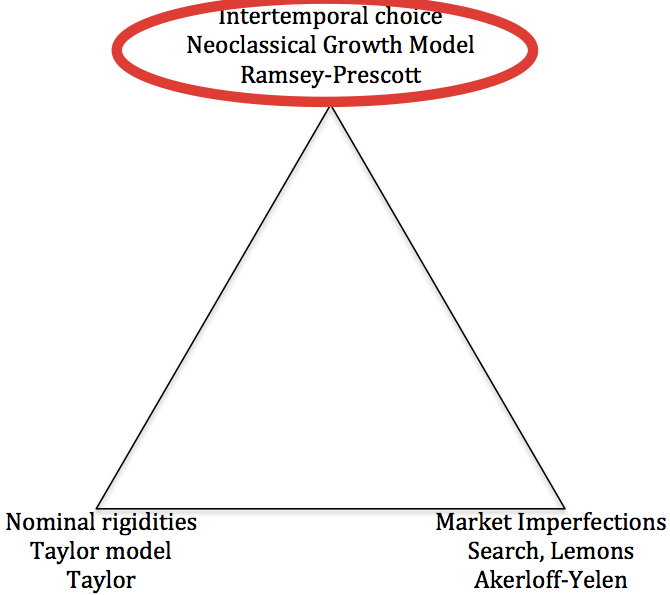 Intertemporal choice
Neoclassical Growth Model
Ramsey-Prescott
Nominal rigidities
Taylor model
Taylor
Market Imperfections
Search, Lemons
Akerloff-Yelen